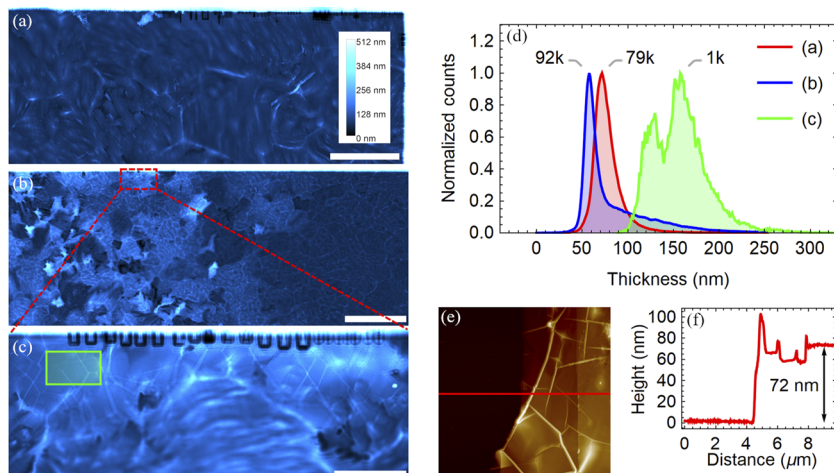 (a)
512 nm
384 nm
256 nm
128 nm
0 nm
(b)
(c)
(d)
92k
79k
1k
(a)
(b)
(c)
Normalized counts
1.2
1.0
0.8
0.6
0.4
0.2
0.0
0 50 100 150 200 250 300
Thickness (nm)
(e)
(f)
Height (nm)
100
80
60
40
20
0
72 nm
0 2 4 6 8
Distance (μm)